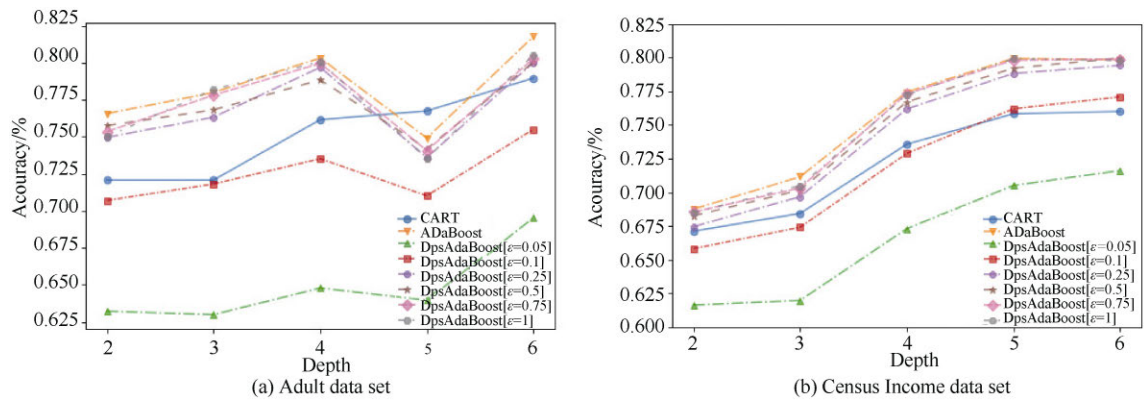 0.825
0.800
0.775
0.750
0.725
0.700
0.675
0.650
0.625
Acouracy/%
CART
ADaBoost
DpsAdaBoost[ε=0.05]
DpsAdaBoost[ε=0.1]
DpsAdaBoost[ε=0.25]
DpsAdaBoost[ε=0.5]
DpsAdaBoost[ε=0.75]
DpsAdaBoost[ε=1]
2 3 4 5 6
Depth
(a) Adult data set
0.825
0.800
0.775
0.750
0.725
0.700
0.675
0.650
0.625
0.600
Acouracy/%
CART
ADaBoost
DpsAdaBoost[ε=0.05]
DpsAdaBoost[ε=0.1]
DpsAdaBoost[ε=0.25]
DpsAdaBoost[ε=0.5]
DpsAdaBoost[ε=0.75]
DpsAdaBoost[ε=1]
2 3 4 5 6
Depth
(b) Census Income data set